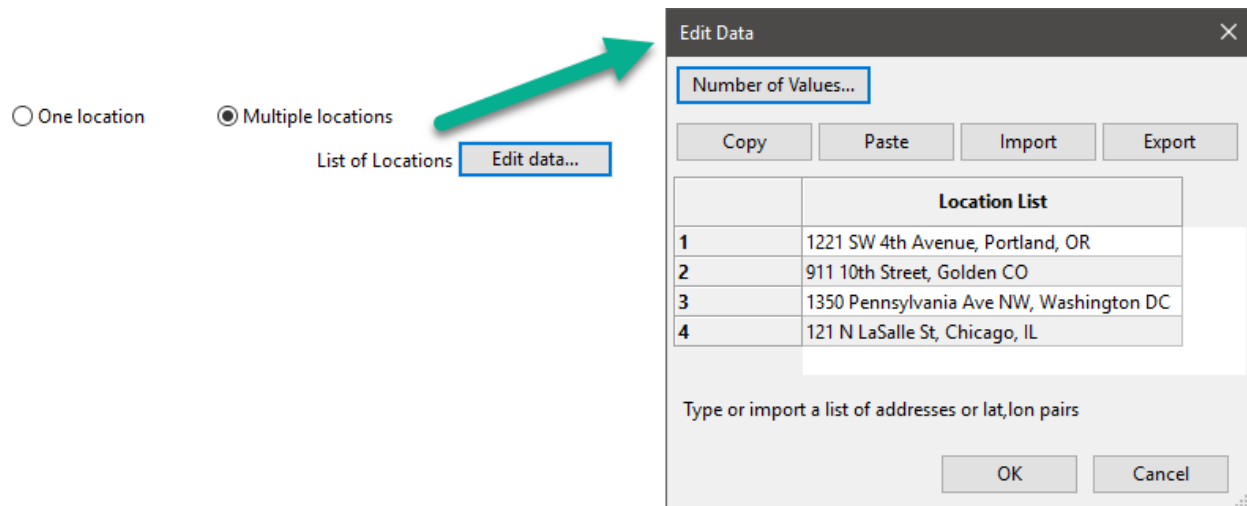 One location
Multiple locations
List of Locations
Edit data...
Edit Data
Number of Values...
Copy
Paste
Import
Export
Location List
1 1221 SW 4th Avenue, Portland, OR
2 911 10th Street, Golden CO
3 1350 Pennsylvania Ave NW, Washington DC
4 121 N LaSalle St, Chicago, IL
Type or import a list of addresses or lat,lon pairs
OK
Cancel